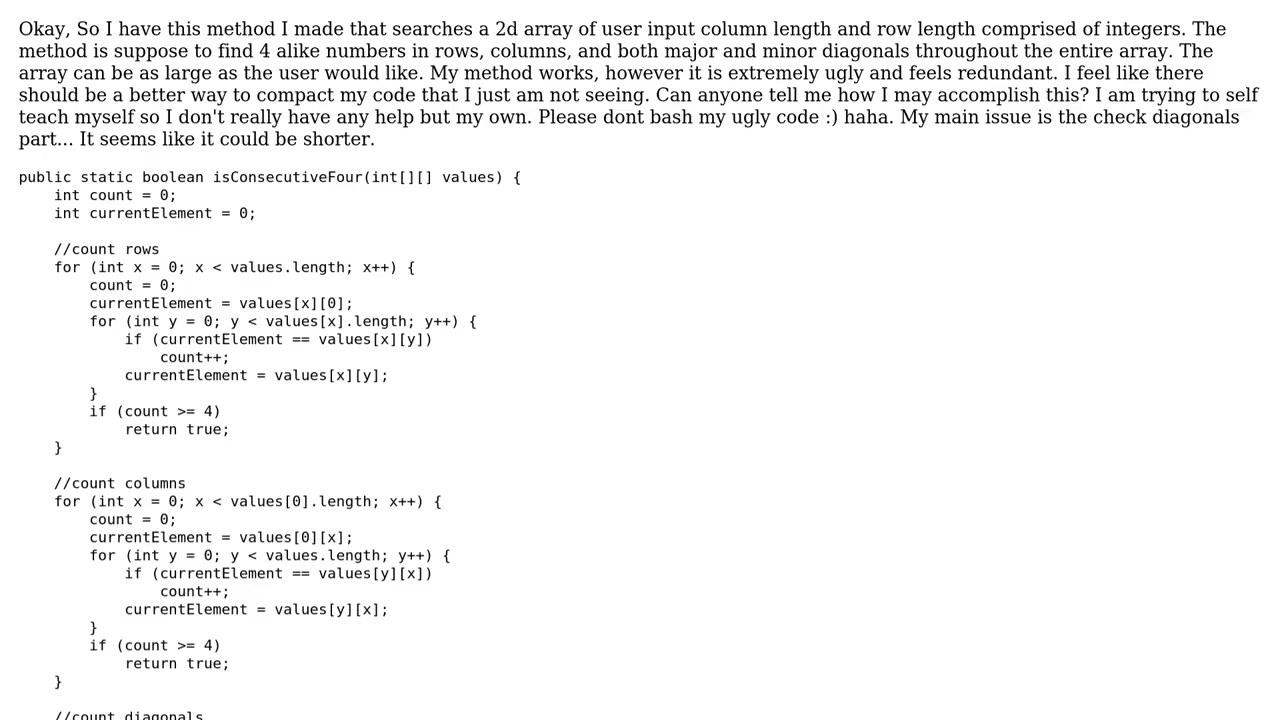 Okay, So I have this method I made that searches a 2d array of user input column length and row length comprised of integers. The
method is suppose to find 4 alike numbers in rows, columns, and both major and minor diagonals throughout the entire array. The
array can be as large as the user would like. My method works, however it is extremely ugly and feels redundant. I feel like there
should be a better way to compact my code that I just am not seeing. Can anyone tell me how I may accomplish this? I am trying to self
teach myself so I don't really have any help but my own. Please dont bash my ugly code :) haha. My main issue is the check diagonals
part... It seems like it could be shorter.
public static boolean isConsecutiveFour(int[][] values) {
    int count = 0;
    int currentElement = 0;

    //count rows
    for (int x = 0; x < values.length; x++) {
        count = 0;
        currentElement = values[x][0];
        for (int y = 0; y < values[x].length; y++) {
            if (currentElement == values[x][y])
                count++;
            currentElement = values[x][y];
        }
        if (count >= 4)
            return true;
    }

    //count columns
    for (int x = 0; x < values[0].length; x++) {
        count = 0;
        currentElement = values[0][x];
        for (int y = 0; y < values.length; y++) {
            if (currentElement == values[y][x])
                count++;
            currentElement = values[y][x];
        }
        if (count >= 4)
            return true;
    }

    //count diagonals